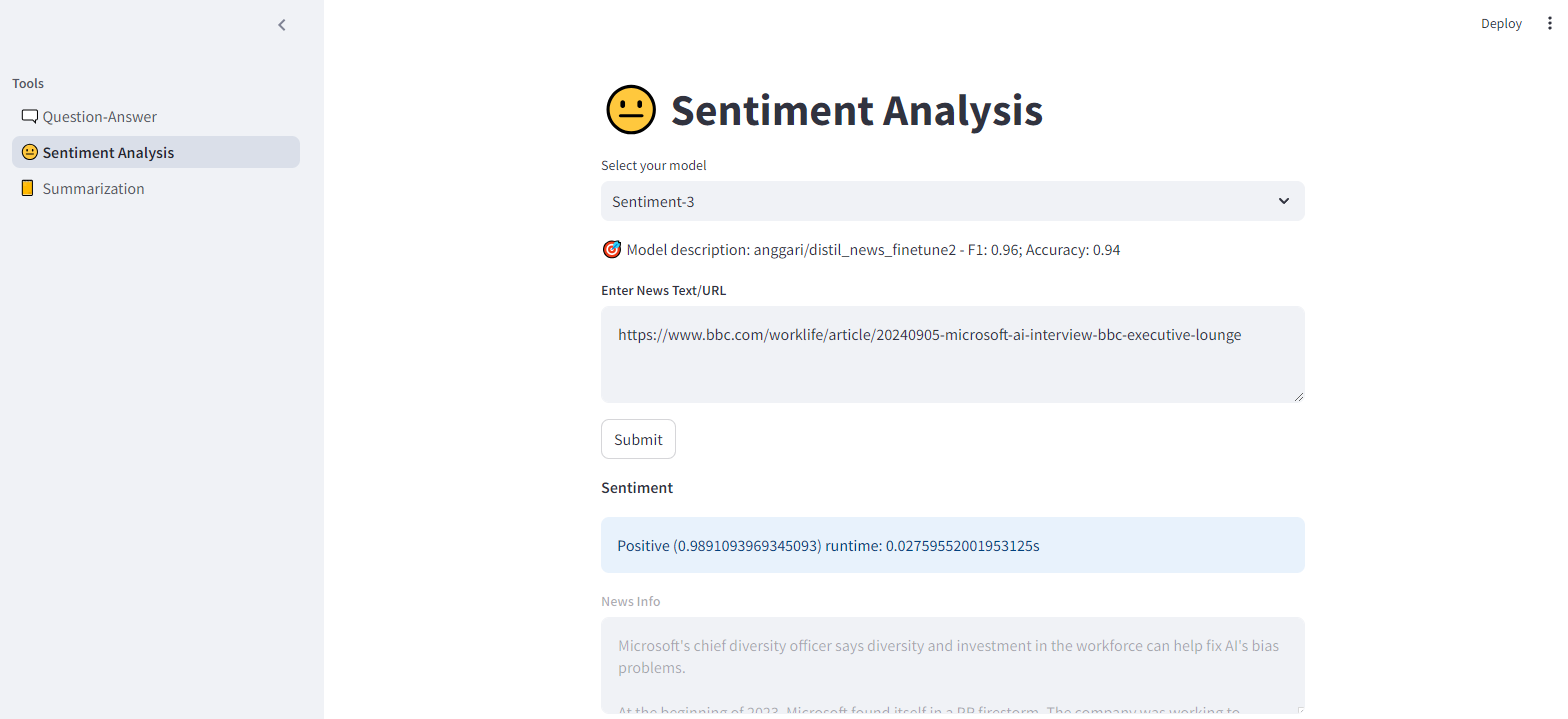 Deploy
Tools
Question-Answer
Sentiment Analysis
Summarization
Sentiment Analysis
Select your model
Sentiment-3
Model description: anggari/distil_news_finetune2 - F1: 0.96; Accuracy: 0.94
Enter News Text/URL
https://www.bbc.com/worklife/article/20240905-microsoft-ai-interview-bbc-executive-lounge
Submit
Sentiment
Positive (0.9891093969345093) runtime: 0.02759552001953125s
News Info
Microsoft's chief diversity officer says diversity and investment in the workforce can help fix AI's bias
problems.
At the beginning of 2023, Microsoft found itself in a PR firestorm. The company was working to